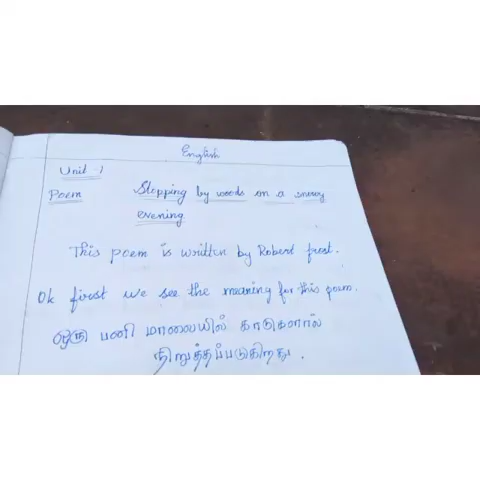 English
Unit - 1
Poem Stopping by woods on a snowy
evening
This poem is written by Robert frost.
Ok first we see the meaning for this poem.
ஒரு பனி மாலையில் காடுகளால்
நிறுத்தப்படுகிறது.